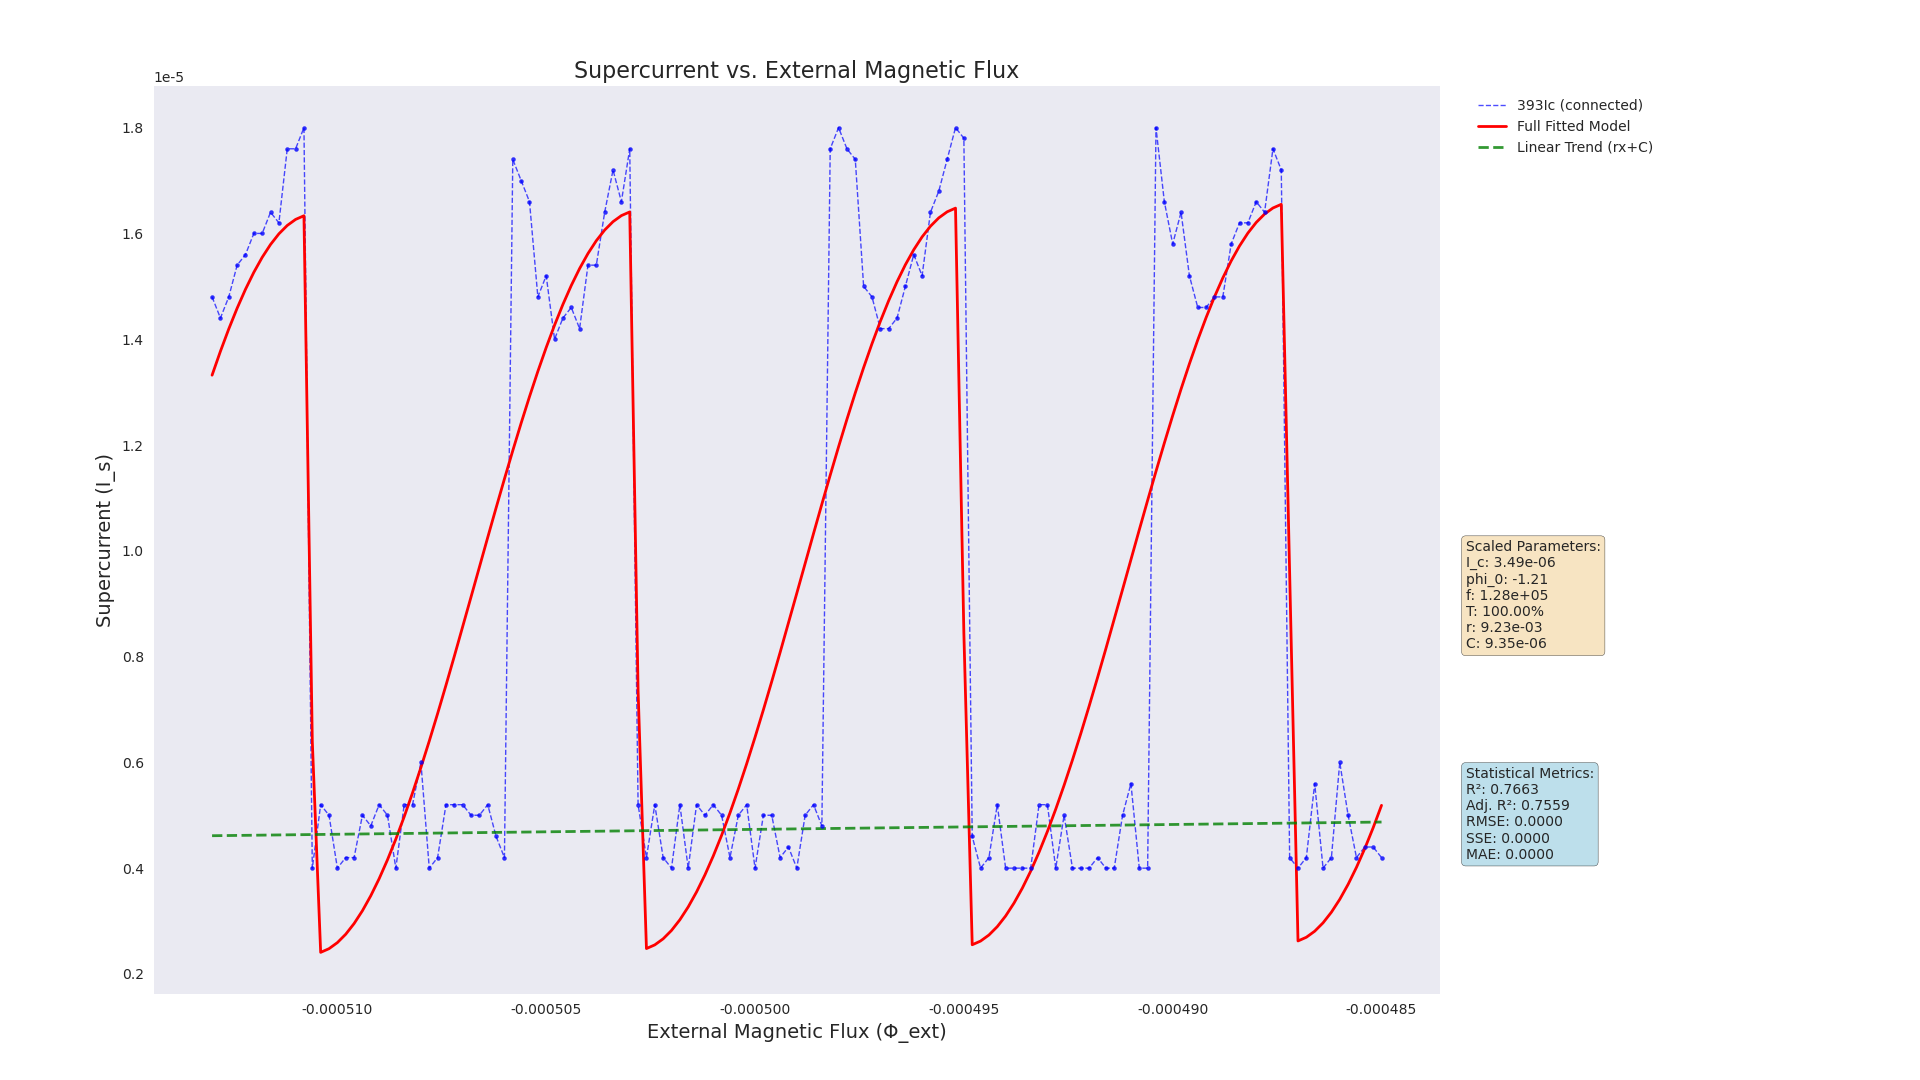 Supercurrent vs. External Magnetic Flux
1e-5
1.8
1.6
1.4
1.2
1.0
0.8
0.6
0.4
0.2
Supercurrent (I_s)
-0.000510
-0.000505
-0.000500
-0.000495
-0.000490
-0.000485
External Magnetic Flux (Φ_ext)
393Ic (connected)
Full Fitted Model
Linear Trend (rx+C)
Scaled Parameters:
I_c: 3.49e-06
phi_0: -1.21
f: 1.28e+05
T: 100.00%
r: 9.23e-03
C: 9.35e-06
Statistical Metrics:
R²: 0.7663
Adj. R²: 0.7559
RMSE: 0.0000
SSE: 0.0000
MAE: 0.0000